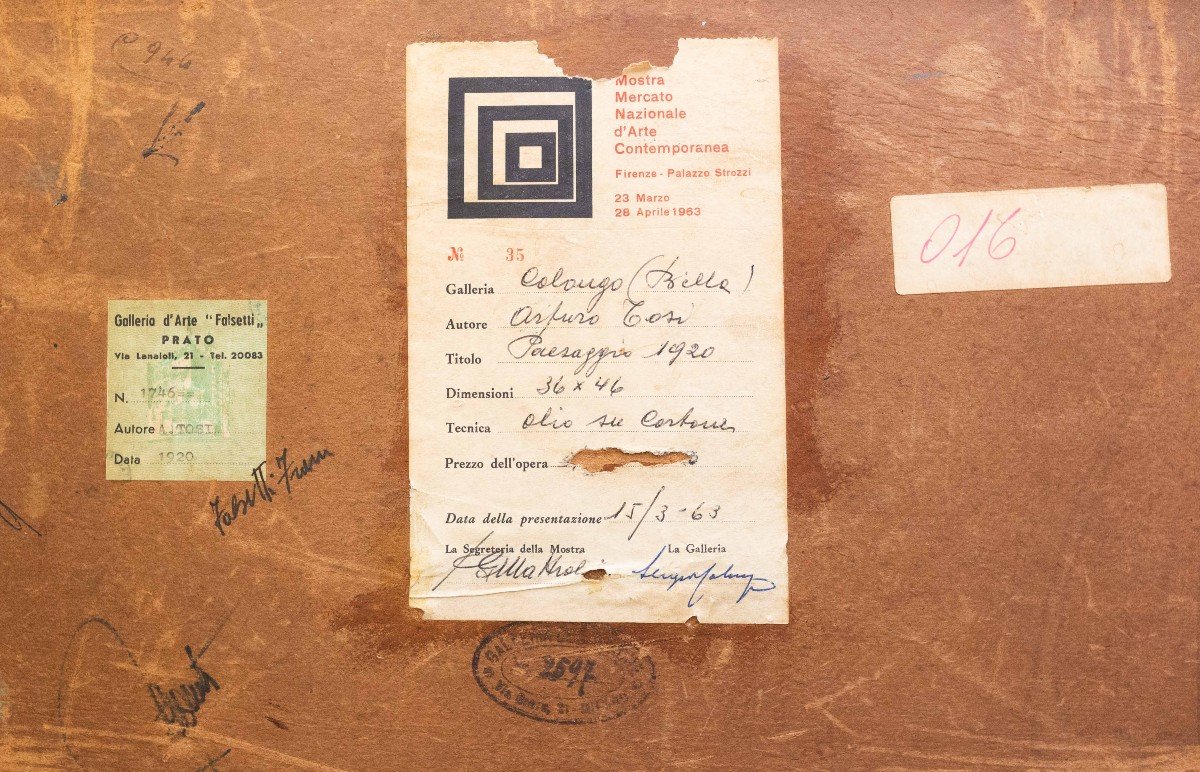 946
Mostra
Mercato
Nazionale
d'Arte
Contemporanea
Firenze - Palazzo Strozzi
23 Marzo
28 Aprile 1963
№ 35
Galleria Colongo (Biella)
Autore Arturo Tosi
Titolo Paesaggio 1920
Dimensioni 36 x 46
Tecnica olio su Cartone
Prezzo dell'opera
Data della presentazione 15/3-63
La Segreteria della Mostra La Galleria
016
Galleria d'Arte "Falsetti"
PRATO
Via Lanaioli, 21 - Tel. 20083
N. 1746
Autore A. TOSI
Data 1920
Falsetti
2597